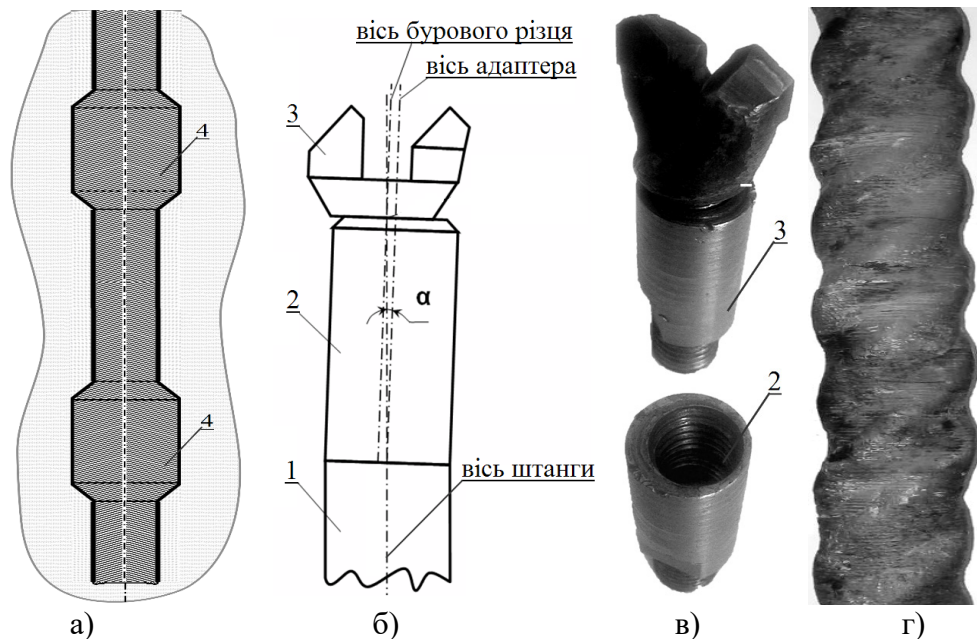 4
4
а)
вісь бурового різця
вісь адаптера
3
2
α
1
вісь штанги
б)
3
2
в)
г)